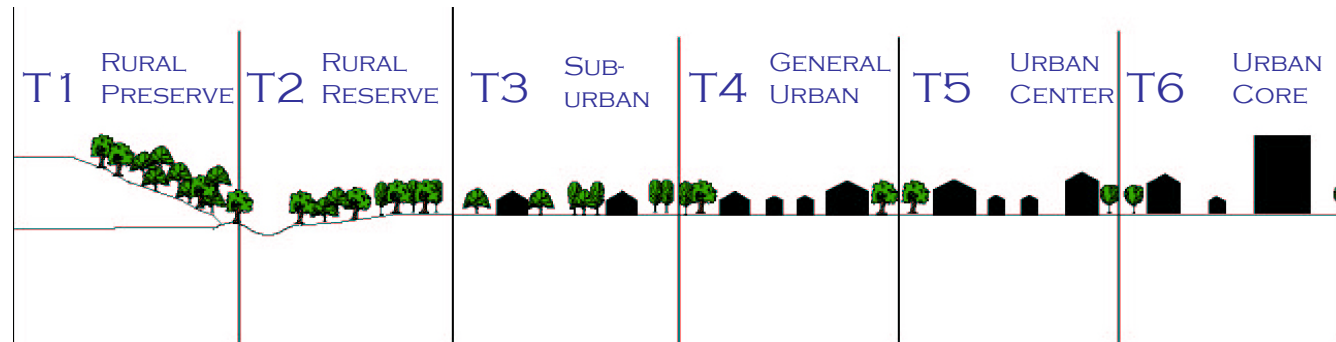 T1 RURAL PRESERVE
T2 RURAL RESERVE
T3 SUB-URBAN
T4 GENERAL URBAN
T5 URBAN CENTER
T6 URBAN CORE